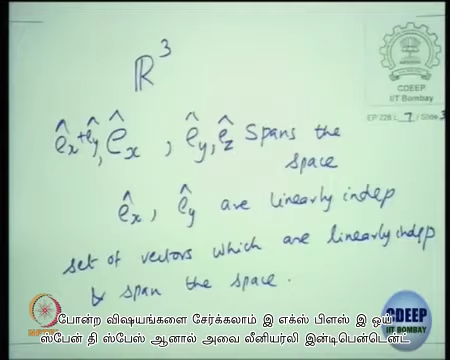 ℝ³
CDEEP
IIT Bombay
EP 228 L 7 / Slide 3
ê_x+ê_y, ê_x , ê_y, ê_z Spans the
space
ê_x, ê_y are linearly indep
set of vectors which are linearly indep
& span the space.
போன்ற விஷயங்களை சேர்க்கலாம் இ எக்ஸ் பிளஸ் இ ஒய்
ஸ்பேன் தி ஸ்பேஸ் ஆனால் அவை லீனியர்லி இன்டிபென்டென்ட்
CDEEP
IIT BOMBAY